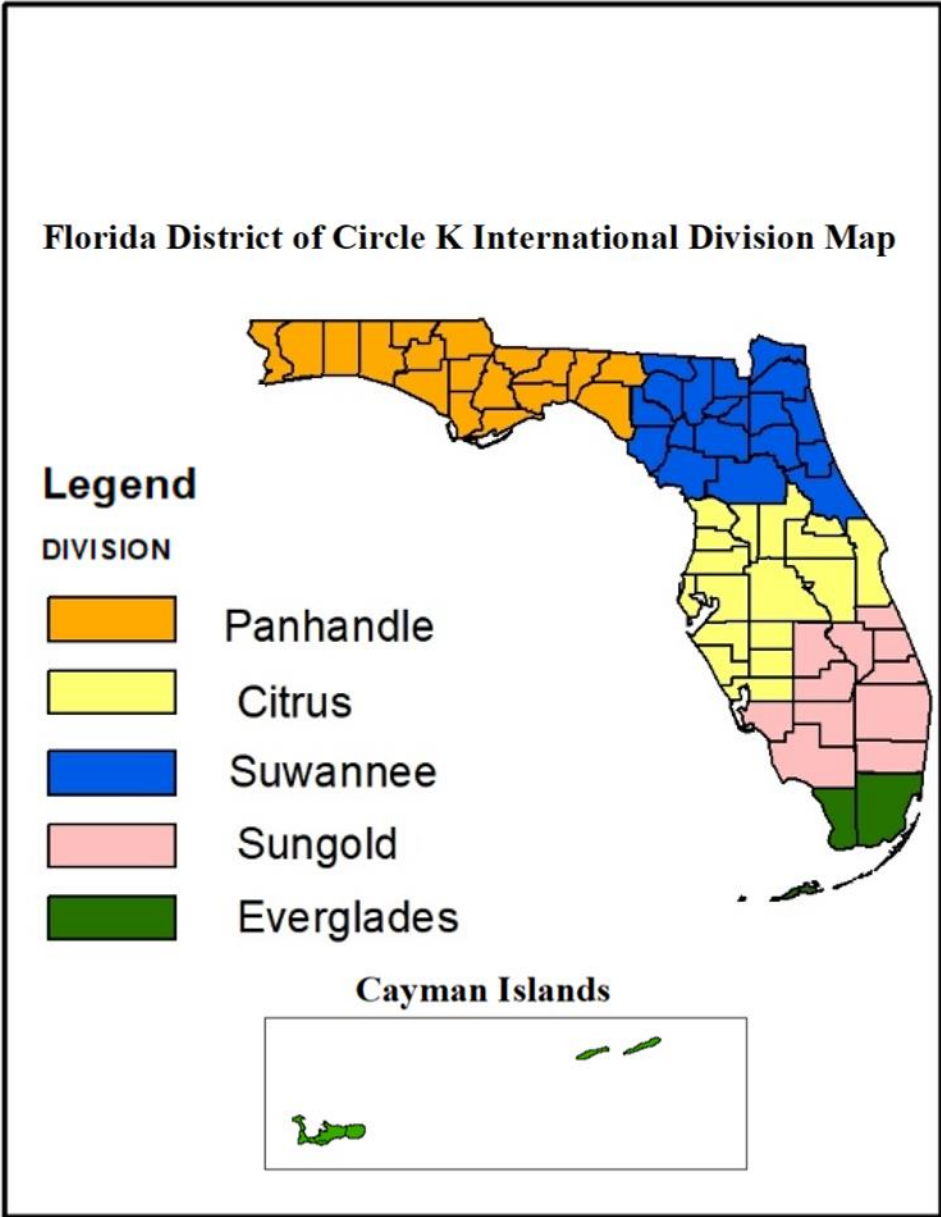 Florida District of Circle K International Division Map
Legend
DIVISION
Panhandle
Citrus
Suwannee
Sungold
Everglades
Cayman Islands